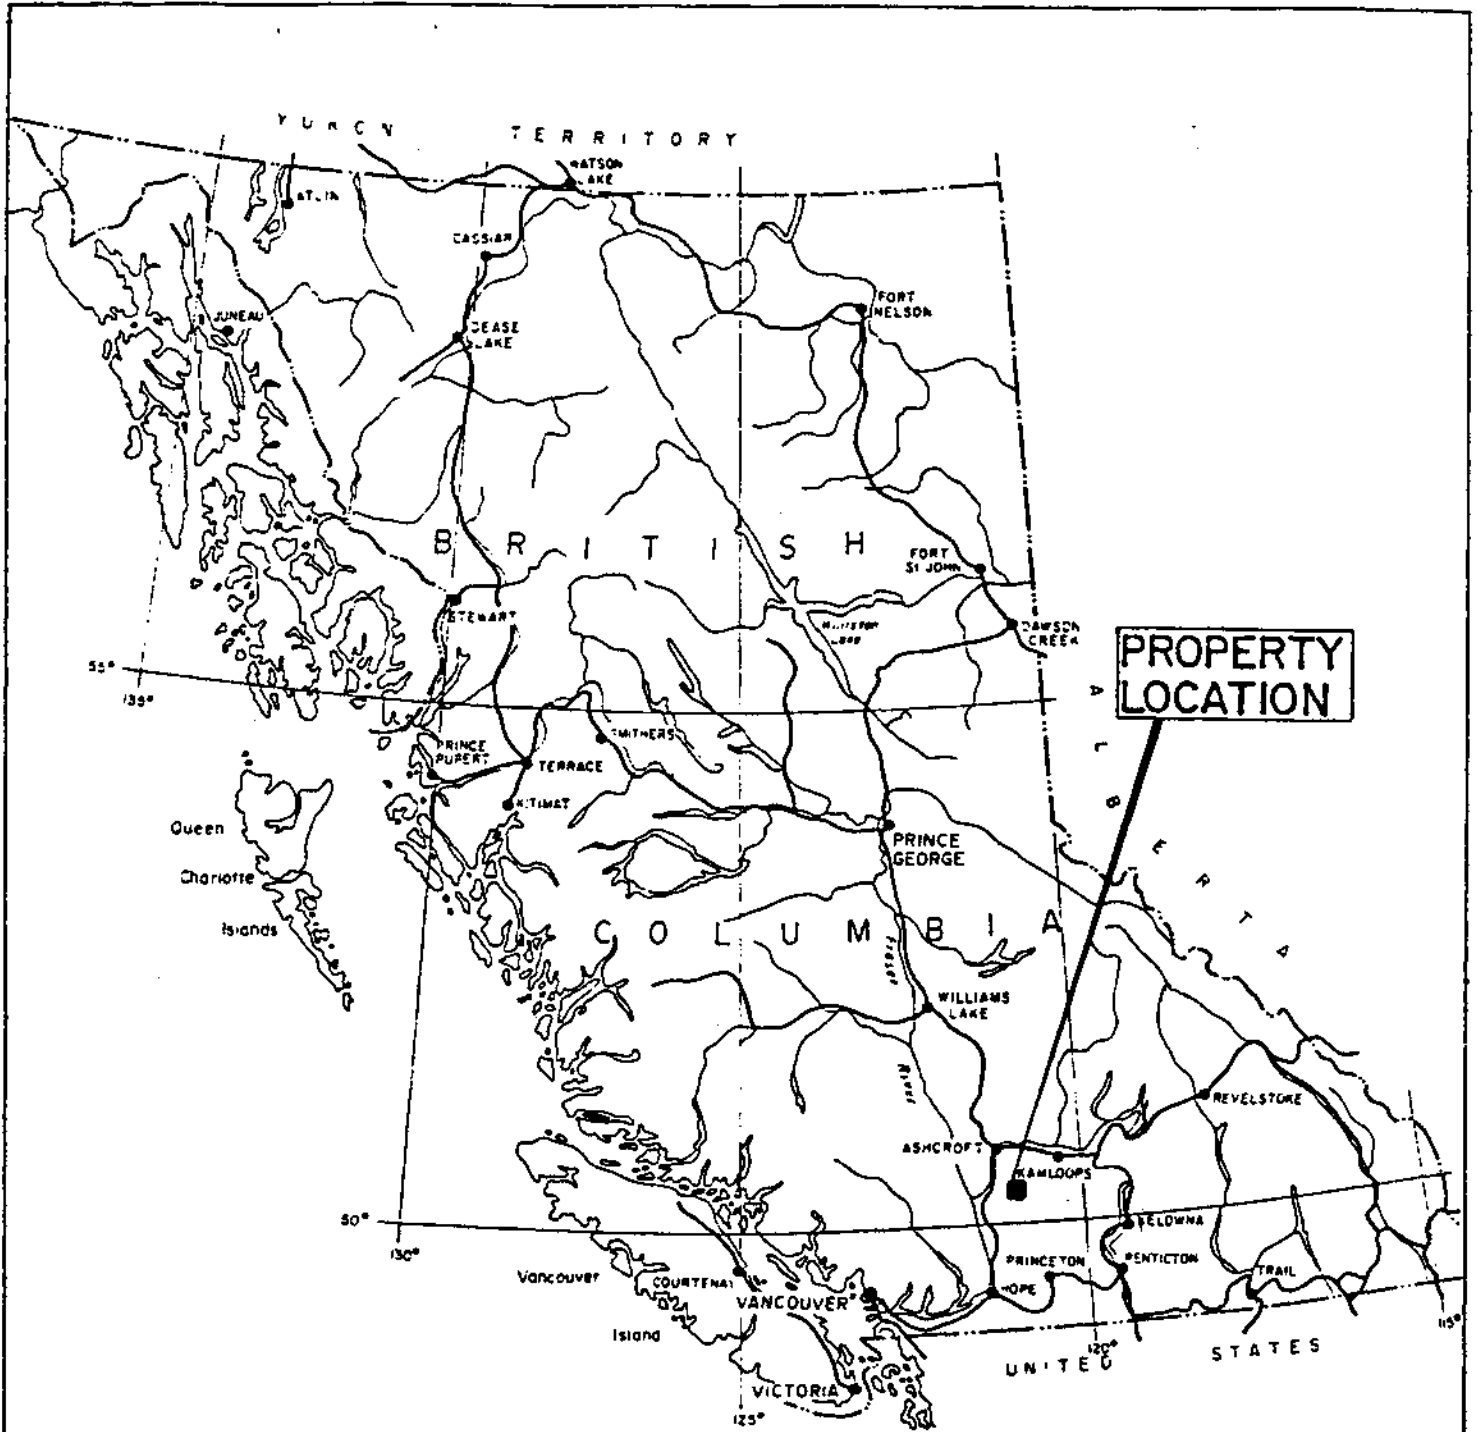 YUKON TERRITORY
WATSON
LAKE
ATLIN
CASSIAR
JUNEAU
DEASE
LAKE
FORT
NELSON
BRITISH
FORT
ST JOHN
STEWART
WILLISTON
LAKE
DAWSON
CREEK
PROPERTY
LOCATION
55°
135°
ALBERTA
PRINCE
RUPERT
SMITHERS
TERRACE
KITIMAT
Queen
Charlotte
Islands
PRINCE
GEORGE
COLUMBIA
Fraser
WILLIAMS
LAKE
River
REVELSTOKE
ASHCROFT
KAMLOOPS
50°
130°
KELOWNA
Vancouver
COURTENAY
PRINCETON
PENTICTON
TRAIL
VANCOUVER
HOPE
Island
UNITED STATES
120°
115°
VICTORIA
125°